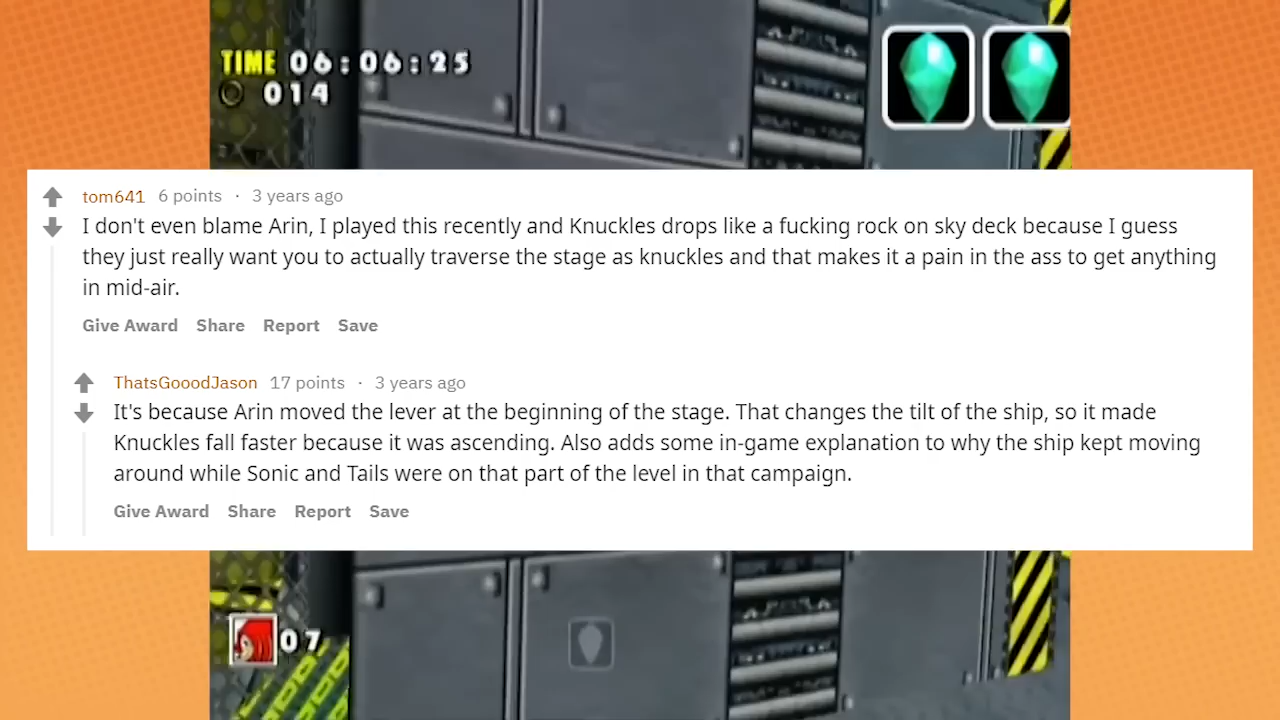 TIME 06:06:25
014
tom641 6 points · 3 years ago
I don't even blame Arin, I played this recently and Knuckles drops like a fucking rock on sky deck because I guess
they just really want you to actually traverse the stage as knuckles and that makes it a pain in the ass to get anything
in mid-air.
Give Award Share Report Save
ThatsGooodJason 17 points · 3 years ago
It's because Arin moved the lever at the beginning of the stage. That changes the tilt of the ship, so it made
Knuckles fall faster because it was ascending. Also adds some in-game explanation to why the ship kept moving
around while Sonic and Tails were on that part of the level in that campaign.
Give Award Share Report Save
07